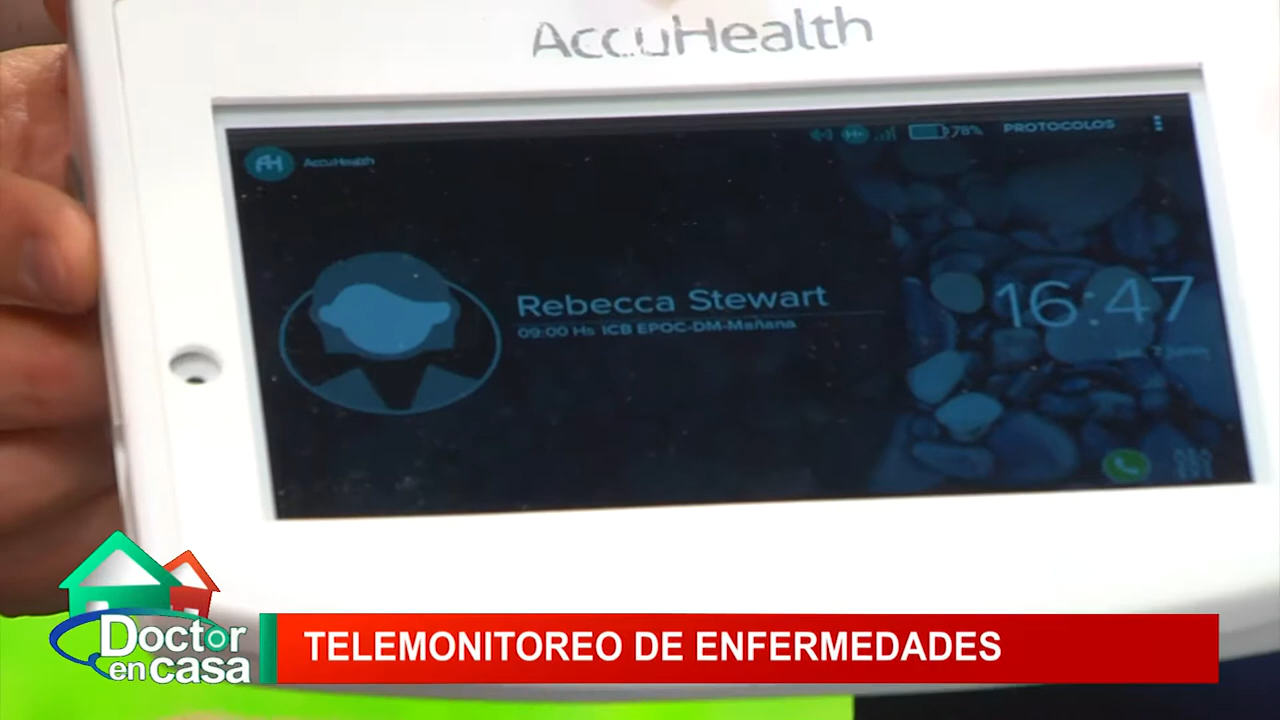 AccuHealth
78%
PROTOCOLOS
AH
AccuHealth
Rebecca Stewart
09:00 Hs ICB EPOC-DM-Mañana
16:47
Doctor
en casa
TELEMONITOREO DE ENFERMEDADES